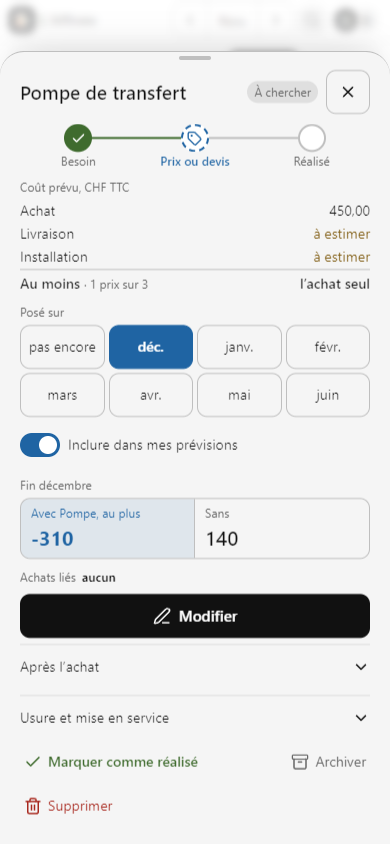 Pompe de transfert
À chercher
Besoin
Prix ou devis
Réalisé
Coût prévu, CHF TTC
Achat 450,00
Livraison à estimer
Installation à estimer
Au moins · 1 prix sur 3 l'achat seul
Posé sur
pas encore déc. janv. févr.
mars avr. mai juin
Inclure dans mes prévisions
Fin décembre
Avec Pompe, au plus Sans
-310 140
Achats liés aucun
Modifier
Après l'achat
Usure et mise en service
Marquer comme réalisé Archiver
Supprimer